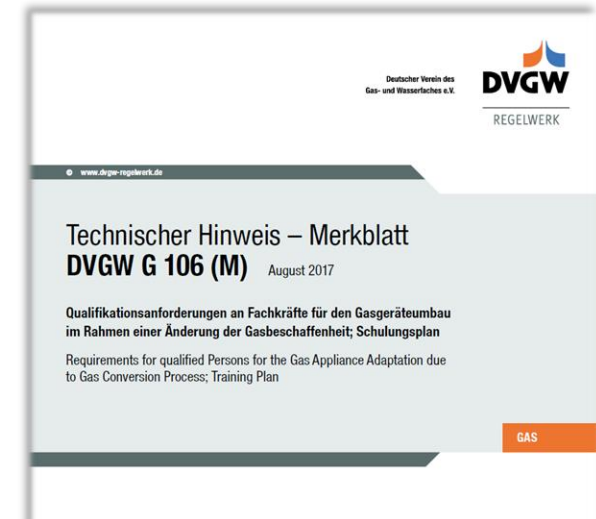 Deutscher Verein des
Gas- und Wasserfaches e.V.
DVGW
REGELWERK
© www.dvgw-regelwerk.de
Technischer Hinweis – Merkblatt
DVGW G 106 (M) August 2017
Qualifikationsanforderungen an Fachkräfte für den Gasgeräteumbau
im Rahmen einer Änderung der Gasbeschaffenheit; Schulungsplan
Requirements for qualified Persons for the Gas Appliance Adaptation due
to Gas Conversion Process; Training Plan
GAS